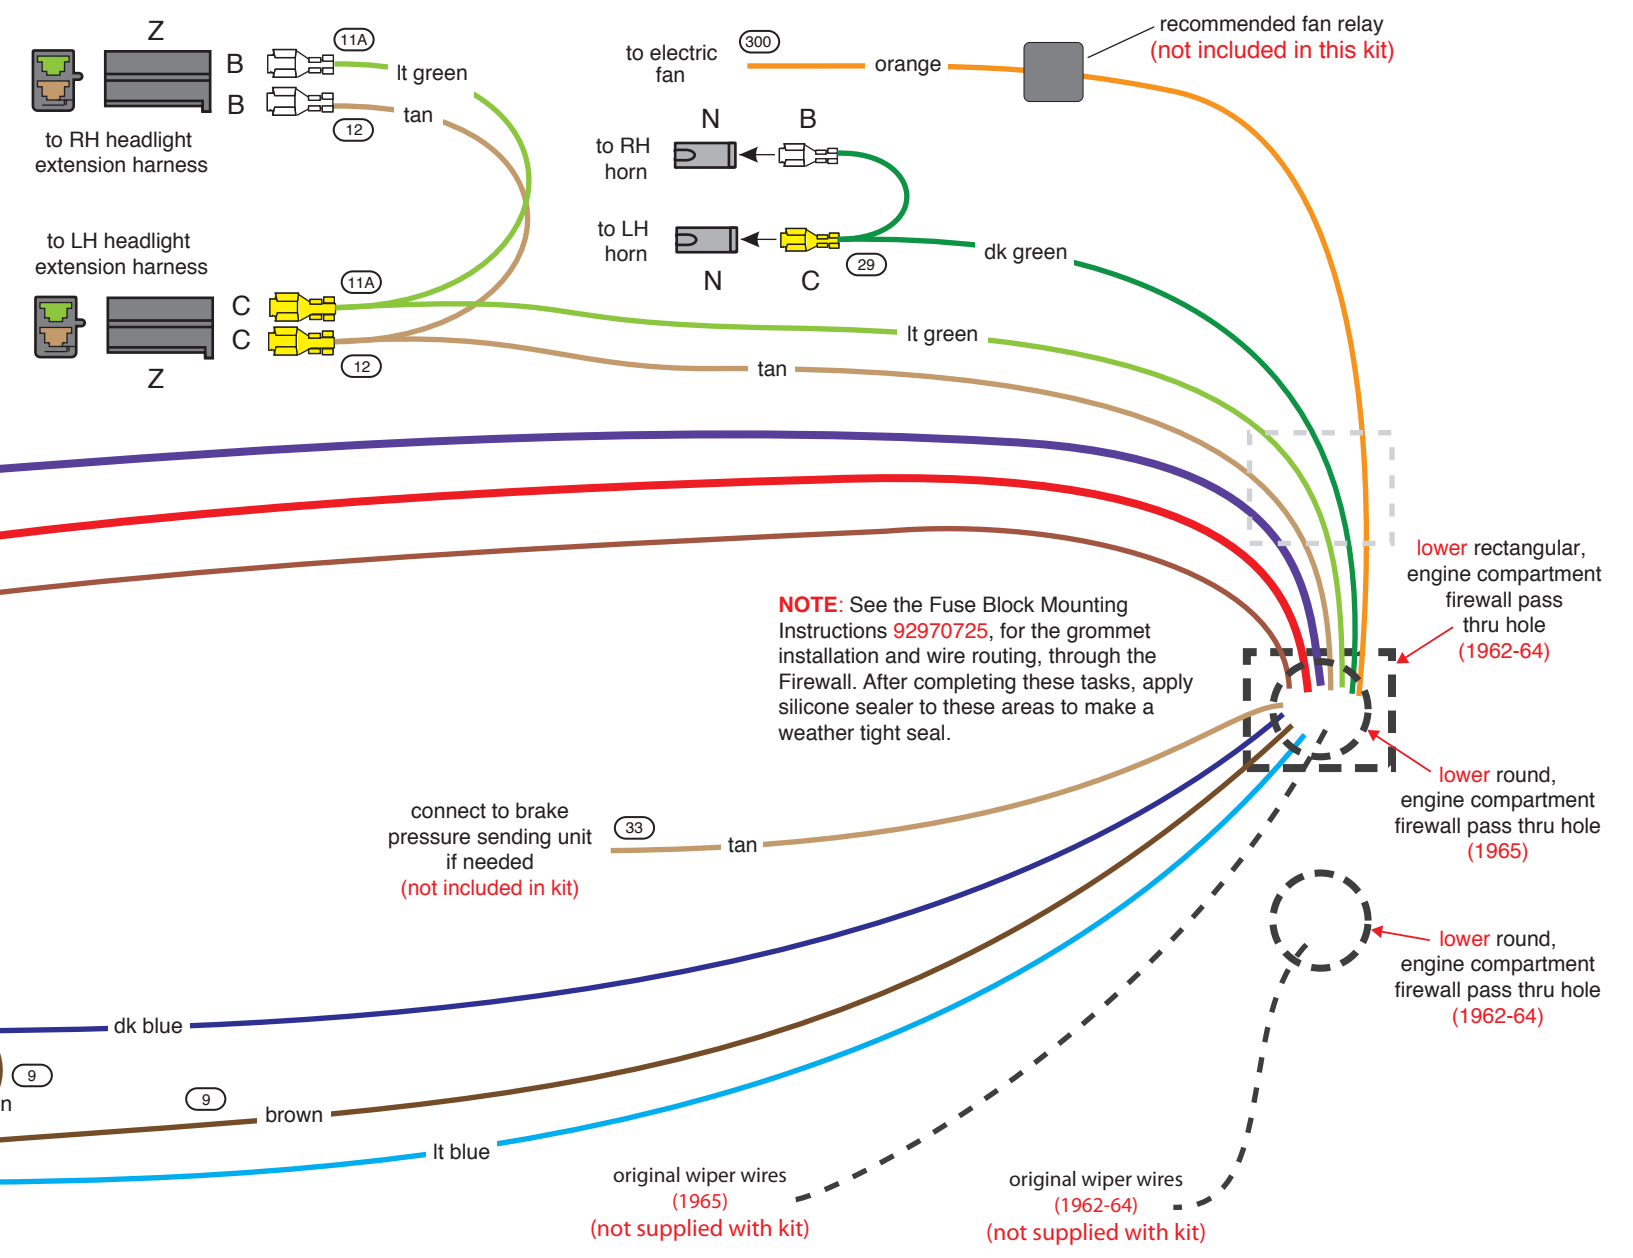 Z
B
B
11A
lt green
tan
12
to RH headlight
extension harness
to LH headlight
extension harness
11A
C
C
12
Z
to electric
fan
300
orange
recommended fan relay
(not included in this kit)
N
B
to RH
horn
to LH
horn
N
C
29
dk green
lt green
tan
lower rectangular,
engine compartment
firewall pass
thru hole
(1962-64)
NOTE: See the Fuse Block Mounting
Instructions 92970725, for the grommet
installation and wire routing, through the
Firewall. After completing these tasks, apply
silicone sealer to these areas to make a
weather tight seal.
lower round,
engine compartment
firewall pass thru hole
(1965)
connect to brake
pressure sending unit
if needed
(not included in kit)
33
tan
lower round,
engine compartment
firewall pass thru hole
(1962-64)
dk blue
9
n
9
brown
lt blue
original wiper wires
(1965)
(not supplied with kit)
original wiper wires
(1962-64)
(not supplied with kit)